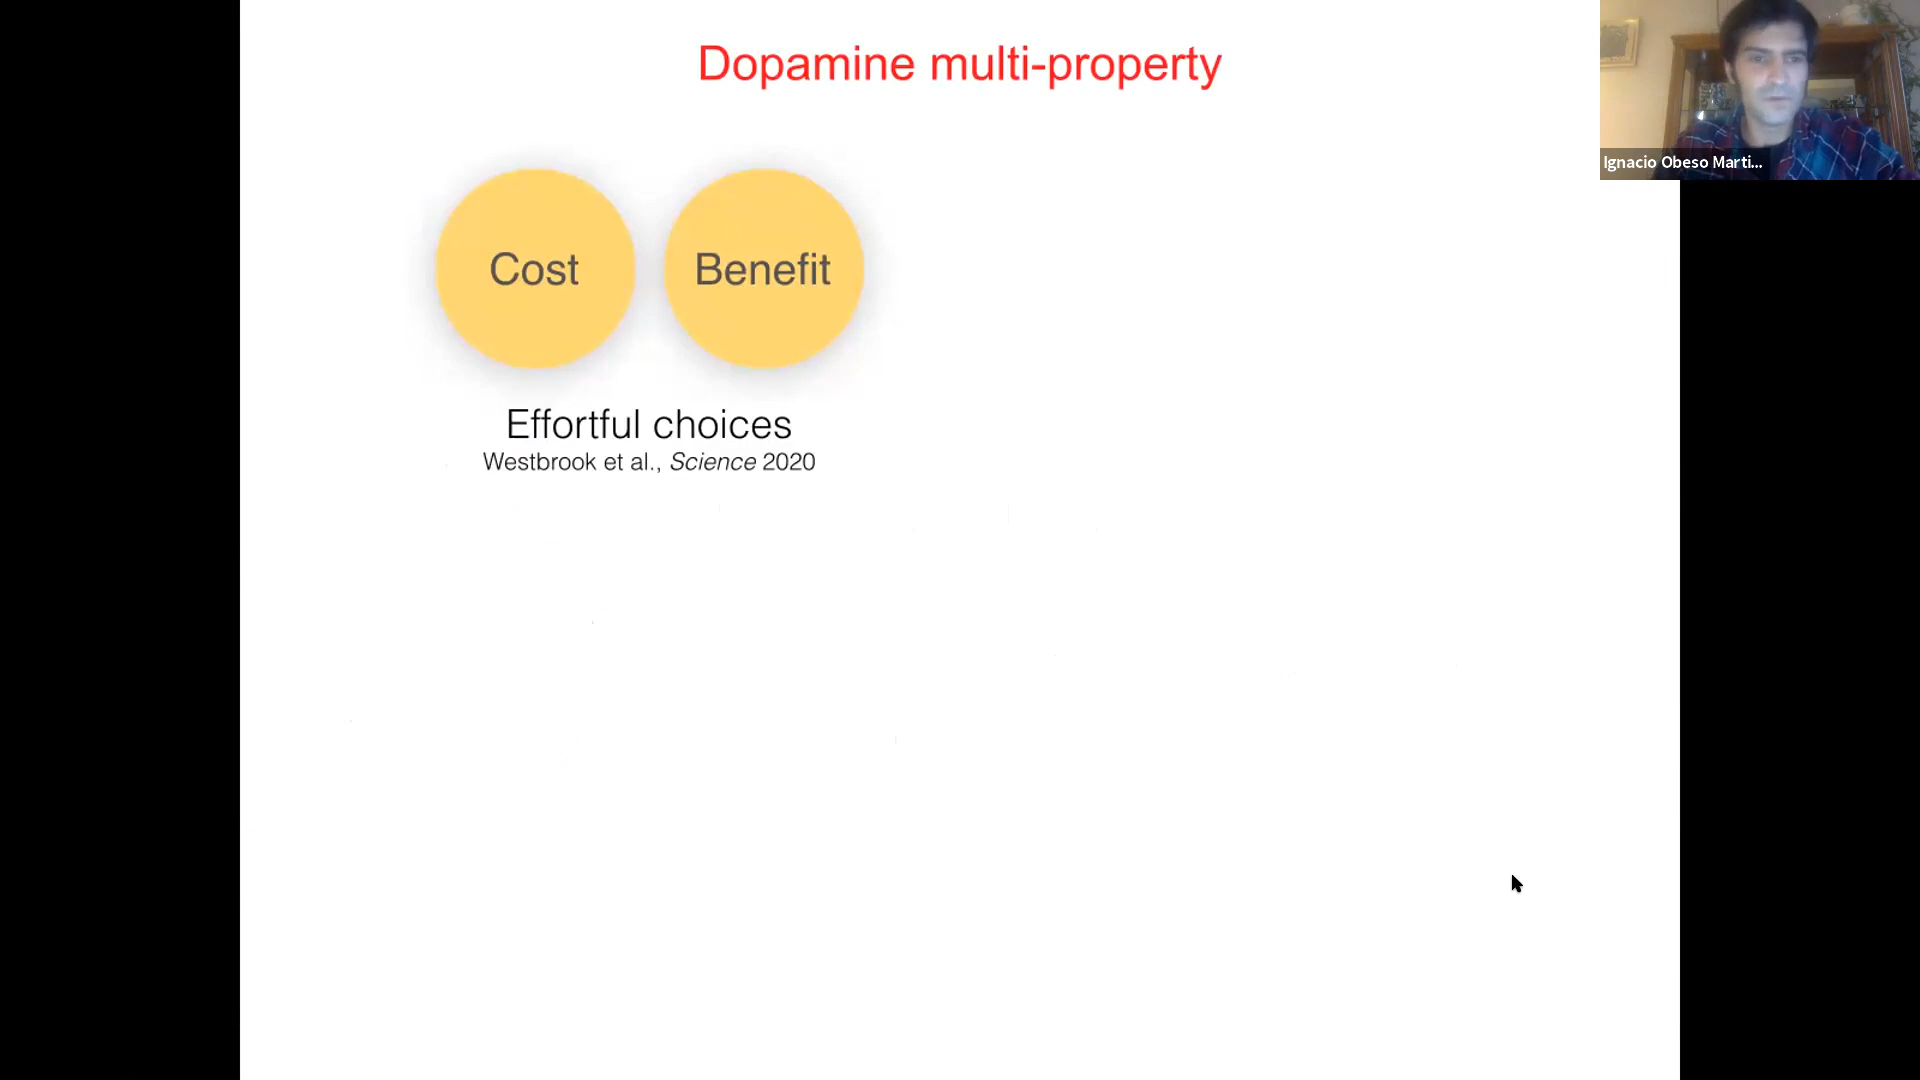 Dopamine multi-property
Ignacio Obeso Marti...
Cost
Benefit
Effortful choices
Westbrook et al., Science 2020